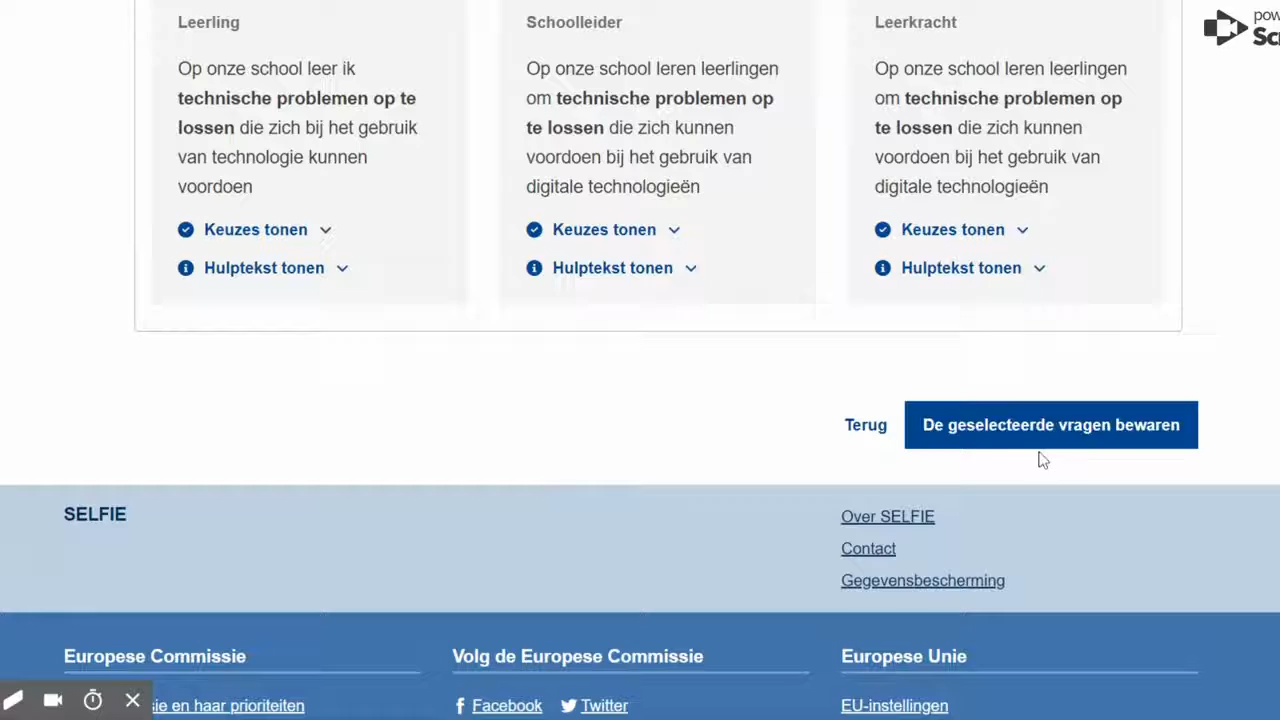 Leerling
Op onze school leer ik
technische problemen op te
lossen die zich bij het gebruik
van technologie kunnen
voordoen
Keuzes tonen
Hulptekst tonen
Schoolleider
Op onze school leren leerlingen
om technische problemen op
te lossen die zich kunnen
voordoen bij het gebruik van
digitale technologieën
Keuzes tonen
Hulptekst tonen
Leerkracht
Op onze school leren leerlingen
om technische problemen op
te lossen die zich kunnen
voordoen bij het gebruik van
digitale technologieën
Keuzes tonen
Hulptekst tonen
Terug
De geselecteerde vragen bewaren
SELFIE
Over SELFIE
Contact
Gegevensbescherming
Europese Commissie
en haar prioriteiten
Volg de Europese Commissie
Facebook
Twitter
Europese Unie
EU-instellingen